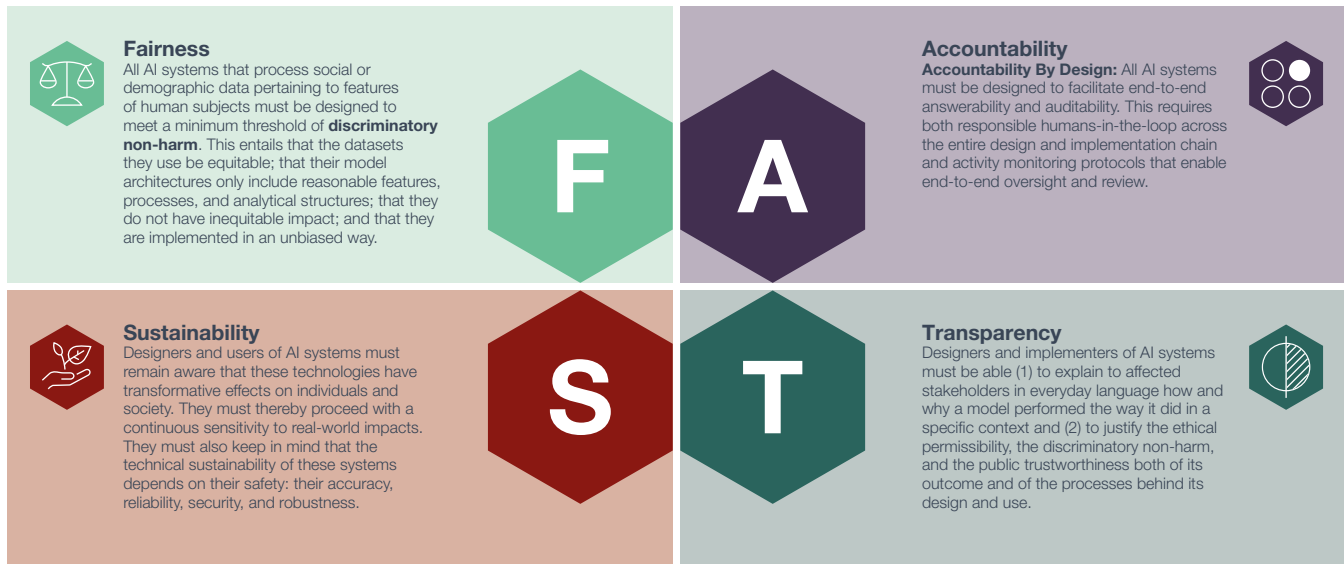 Fairness
All AI systems that process social or
demographic data pertaining to features
of human subjects must be designed to
meet a minimum threshold of discriminatory
non-harm. This entails that the datasets
they use be equitable; that their model
architectures only include reasonable features,
processes, and analytical structures; that they
do not have inequitable impact; and that they
are implemented in an unbiased way.
F
A
Accountability
Accountability By Design: All AI systems
must be designed to facilitate end-to-end
answerability and auditability. This requires
both responsible humans-in-the-loop across
the entire design and implementation chain
and activity monitoring protocols that enable
end-to-end oversight and review.
Sustainability
Designers and users of AI systems must
remain aware that these technologies have
transformative effects on individuals and
society. They must thereby proceed with a
continuous sensitivity to real-world impacts.
They must also keep in mind that the
technical sustainability of these systems
depends on their safety: their accuracy,
reliability, security, and robustness.
S
T
Transparency
Designers and implementers of AI systems
must be able (1) to explain to affected
stakeholders in everyday language how and
why a model performed the way it did in a
specific context and (2) to justify the ethical
permissibility, the discriminatory non-harm,
and the public trustworthiness both of its
outcome and of the processes behind its
design and use.